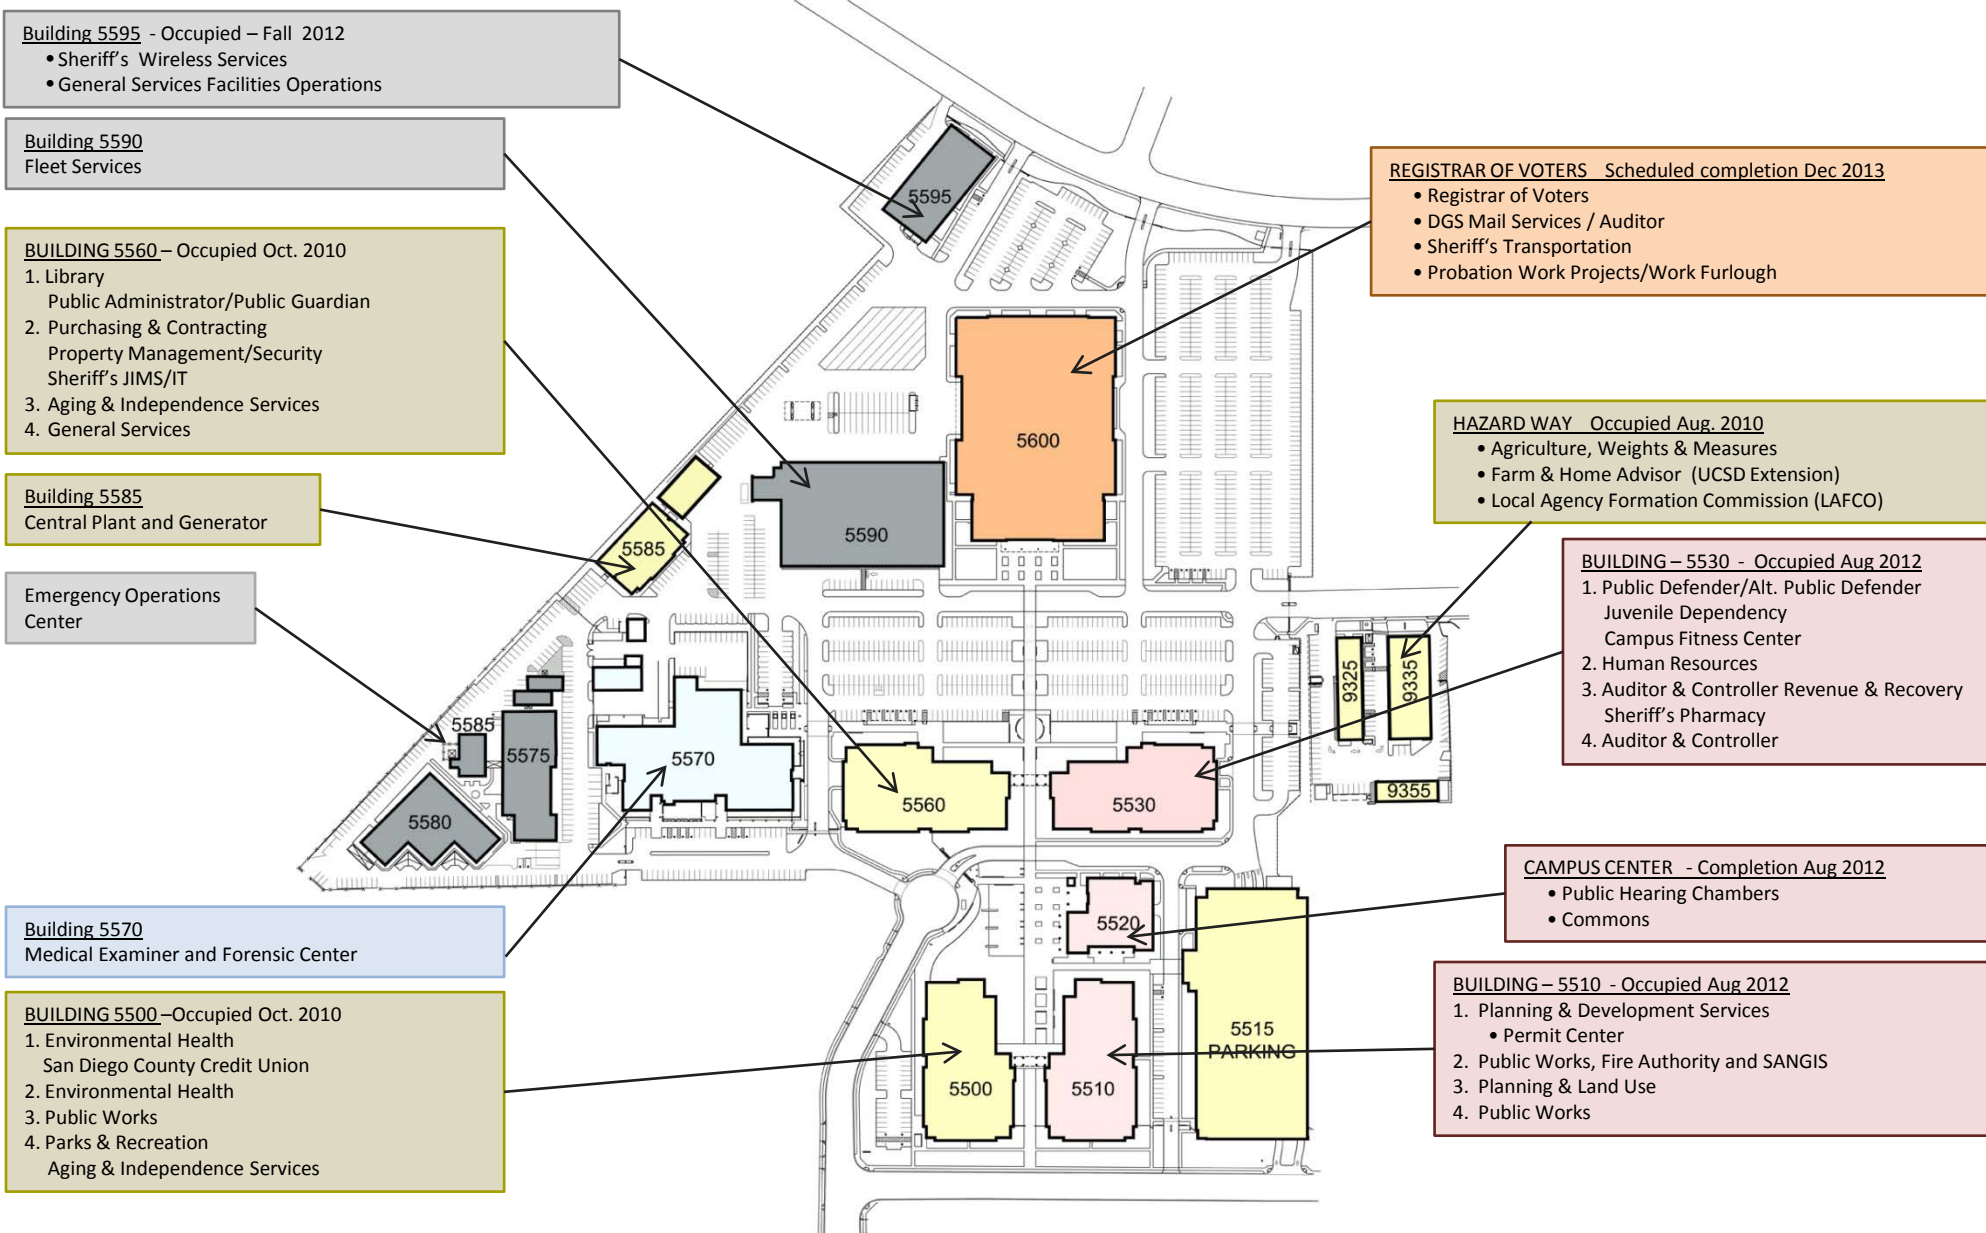 Building 5595 - Occupied – Fall 2012
• Sheriff's Wireless Services
• General Services Facilities Operations
Building 5590
Fleet Services
BUILDING 5560 – Occupied Oct. 2010
1. Library
Public Administrator/Public Guardian
2. Purchasing & Contracting
Property Management/Security
Sheriff's JIMS/IT
3. Aging & Independence Services
4. General Services
Building 5585
Central Plant and Generator
Emergency Operations
Center
Building 5570
Medical Examiner and Forensic Center
BUILDING 5500 –Occupied Oct. 2010
1. Environmental Health
San Diego County Credit Union
2. Environmental Health
3. Public Works
4. Parks & Recreation
Aging & Independence Services
5595
5600
5590
5585
5585
5575
5570
5580
5560
5530
5520
5500
5510
5515
PARKING
9325
9335
9355
REGISTRAR OF VOTERS Scheduled completion Dec 2013
• Registrar of Voters
• DGS Mail Services / Auditor
• Sheriff's Transportation
• Probation Work Projects/Work Furlough
HAZARD WAY Occupied Aug. 2010
• Agriculture, Weights & Measures
• Farm & Home Advisor (UCSD Extension)
• Local Agency Formation Commission (LAFCO)
BUILDING – 5530 - Occupied Aug 2012
1. Public Defender/Alt. Public Defender
Juvenile Dependency
Campus Fitness Center
2. Human Resources
3. Auditor & Controller Revenue & Recovery
Sheriff's Pharmacy
4. Auditor & Controller
CAMPUS CENTER - Completion Aug 2012
• Public Hearing Chambers
• Commons
BUILDING – 5510 - Occupied Aug 2012
1. Planning & Development Services
• Permit Center
2. Public Works, Fire Authority and SANGIS
3. Planning & Land Use
4. Public Works